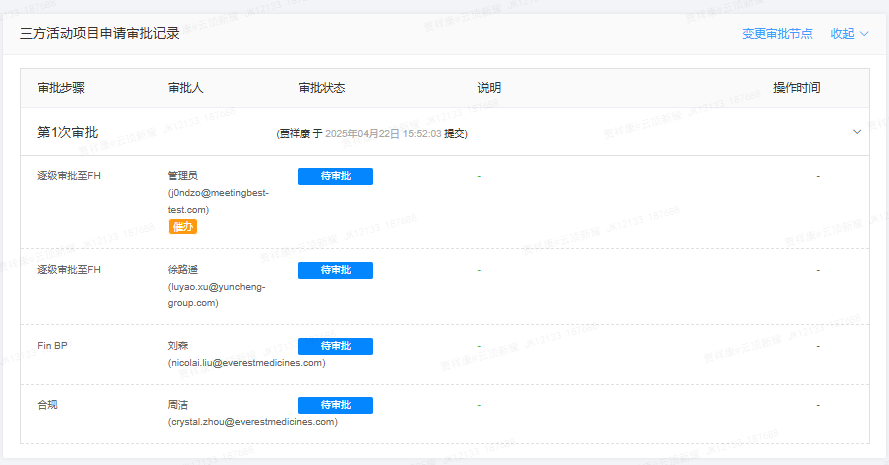 三方活动项目申请审批记录 变更审批节点 收起
审批步骤 审批人 审批状态 说明 操作时间
第1次审批 (贾祥康 于 2025年04月22日 15:52:03 提交)
逐级审批至FH 管理员 待审批 - -
(j0ndzo@meetingbest-
test.com)
催办
逐级审批至FH 徐路遥 待审批 - -
(luyao.xu@yuncheng-
group.com)
Fin BP 刘森 待审批 - -
(nicolai.liu@everestmedicines.com)
合规 周洁 待审批 - -
(crystal.zhou@everestmedicines.com)